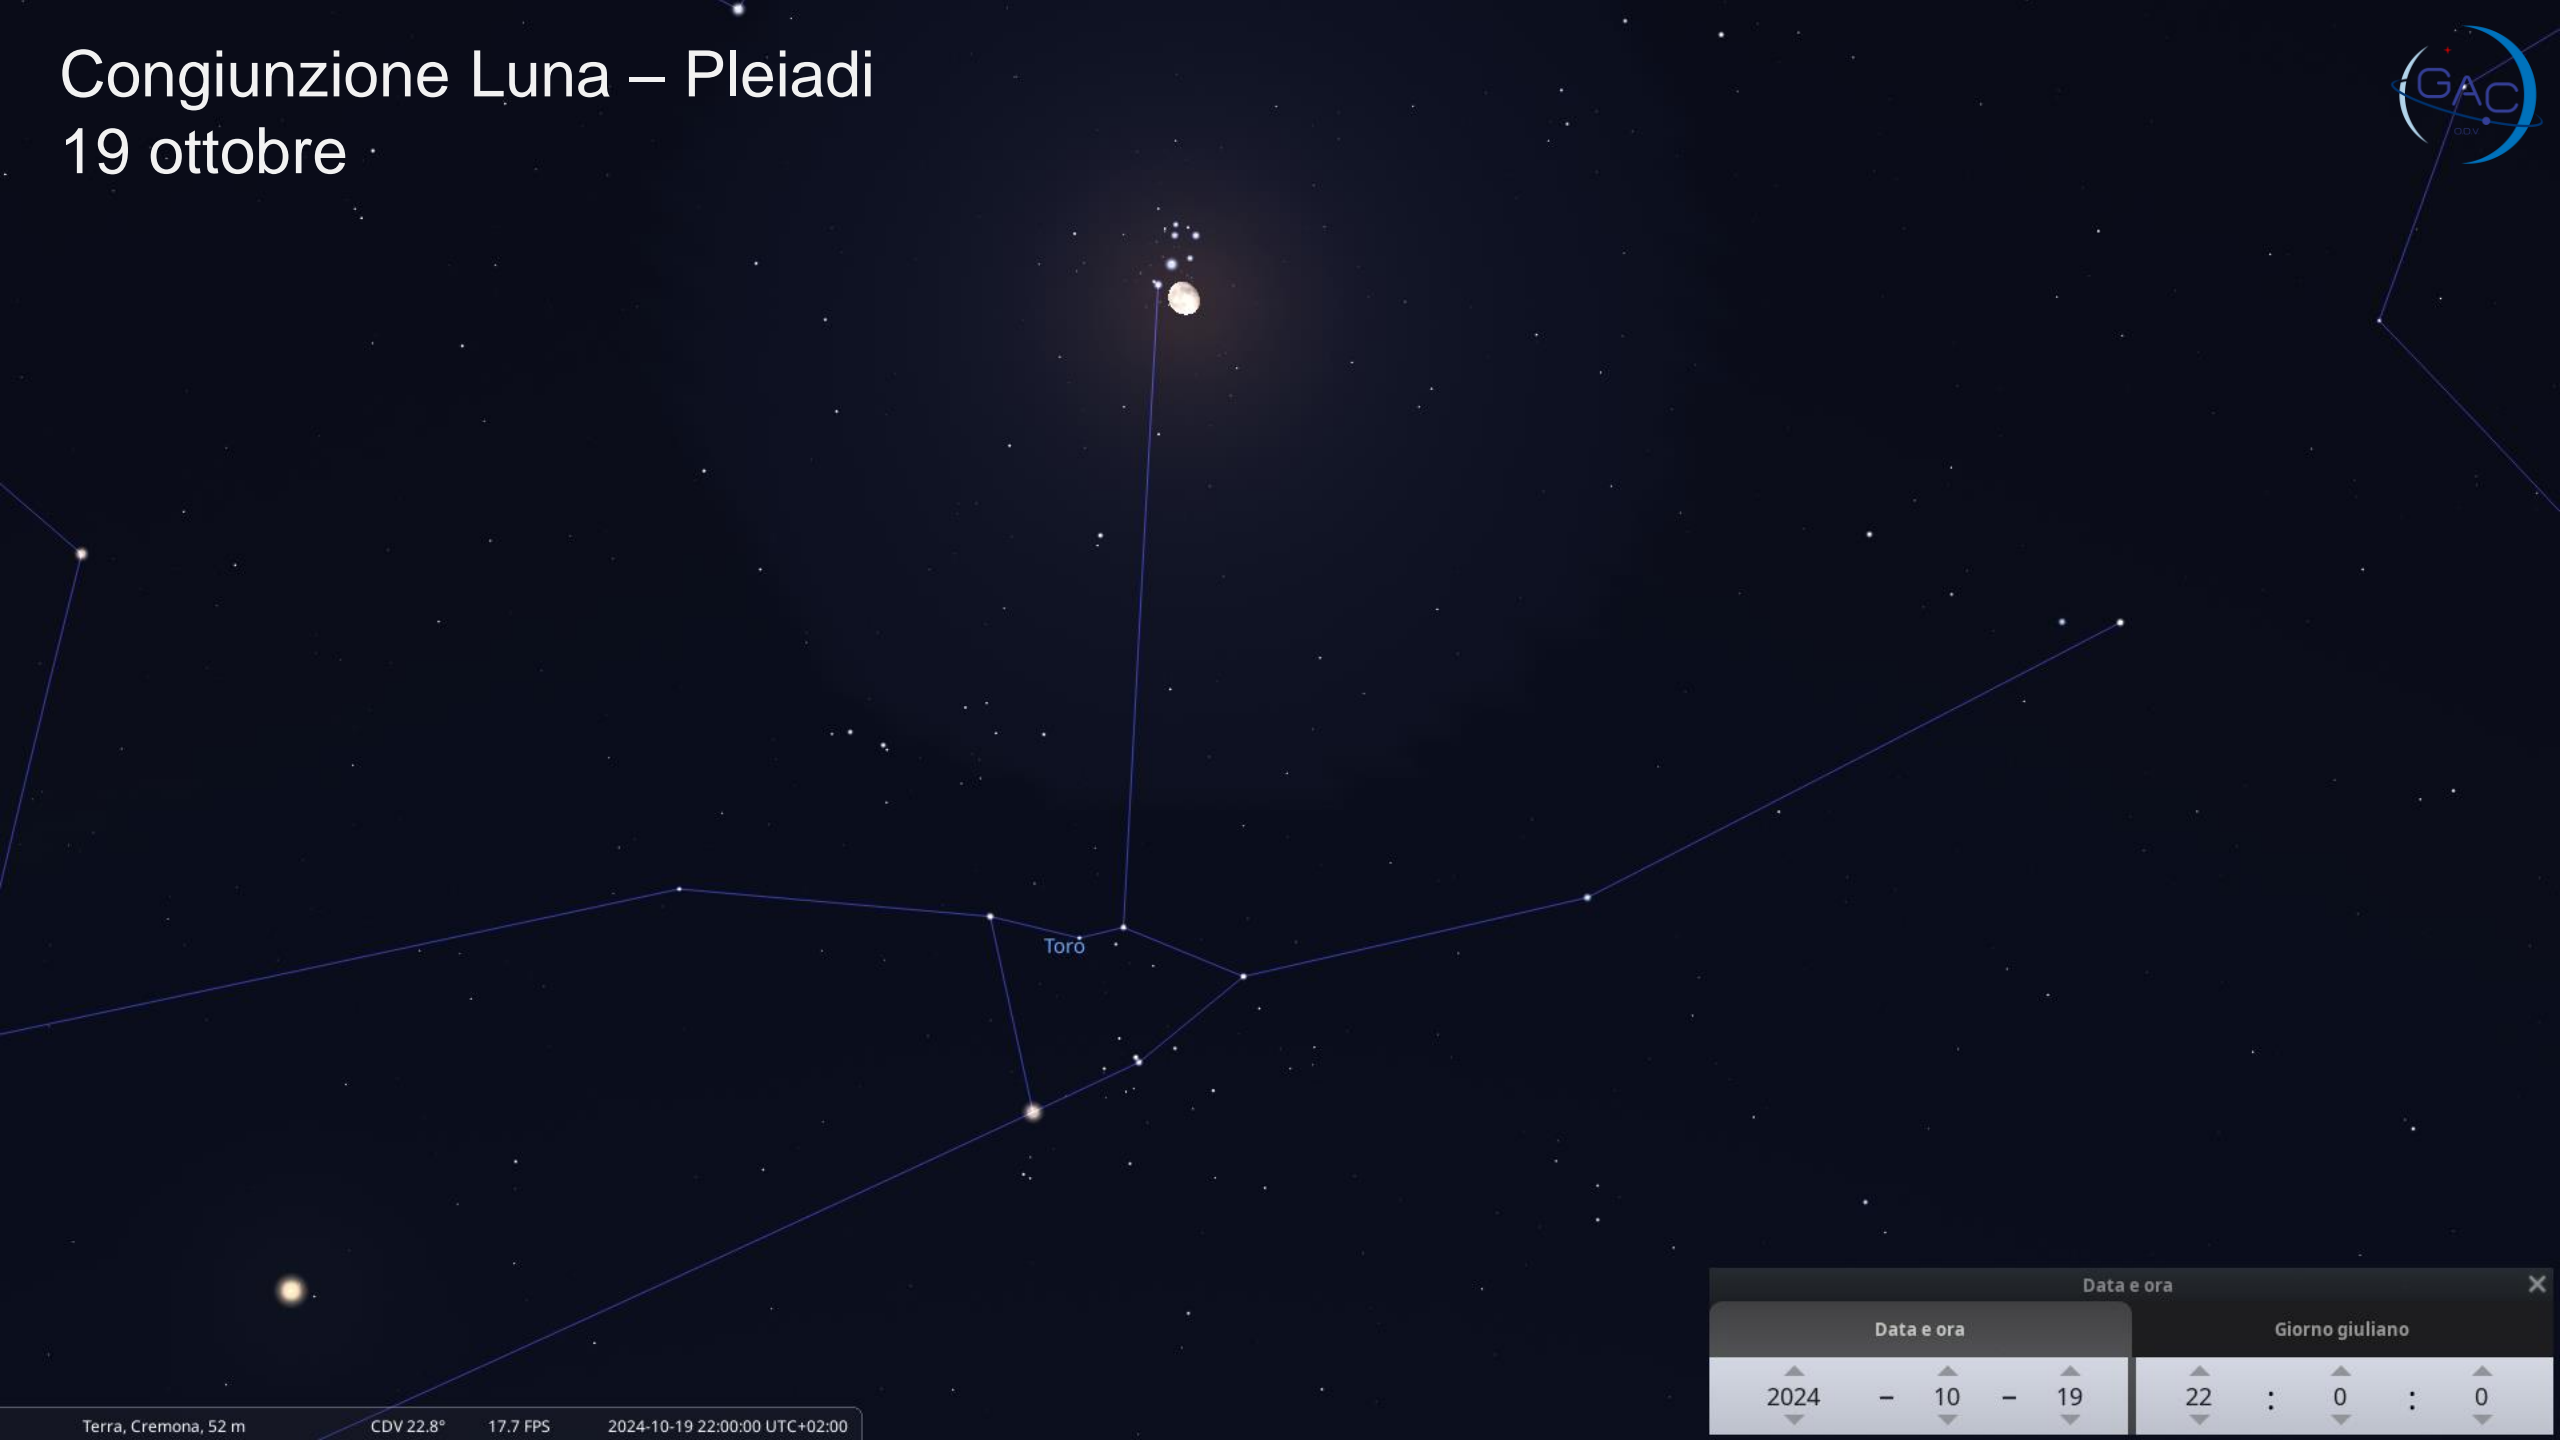 Congiunzione Luna – Pleiadi
19 ottobre
GAC
O.D.V.
Toro
Data e ora
Data e ora Giorno giuliano
2024 – 10 – 19 22 : 0 : 0
Terra, Cremona, 52 m CDV 22.8° 17.7 FPS 2024-10-19 22:00:00 UTC+02:00